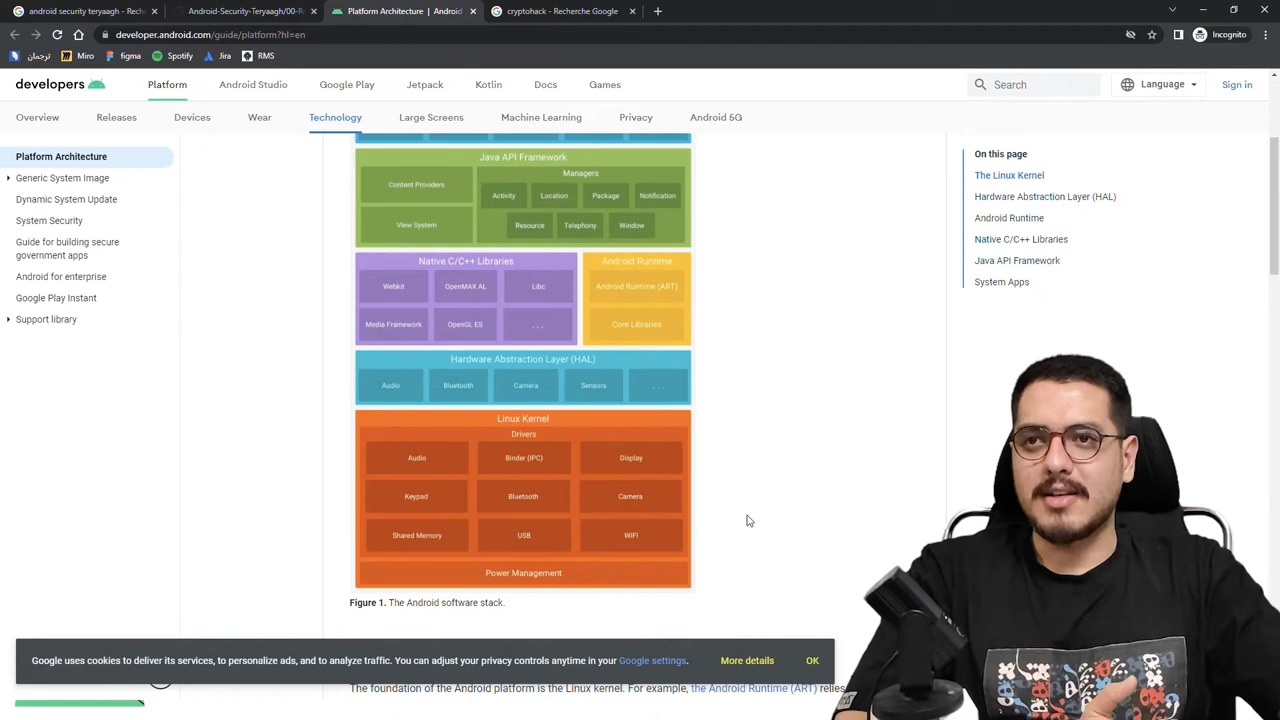 android security teryaagh - Rech
Android-Security-Teryaagh/00-R
Platform Architecture | Android
cryptohack - Recherche Google
developer.android.com/guide/platform?hl=en
Incognito
ترجمان
Miro
figma
Spotify
Jira
RMS
developers
Platform
Android Studio
Google Play
Jetpack
Kotlin
Docs
Games
Search
Language
Sign in
Overview
Releases
Devices
Wear
Technology
Large Screens
Machine Learning
Privacy
Android 5G
Platform Architecture
Generic System Image
Dynamic System Update
System Security
Guide for building secure
government apps
Android for enterprise
Google Play Instant
Support library
Java API Framework
Content Providers
View System
Managers
Activity
Location
Package
Notification
Resource
Telephony
Window
Native C/C++ Libraries
Webkit
OpenMAX AL
Libc
Media Framework
OpenGL ES
...
Android Runtime
Android Runtime (ART)
Core Libraries
Hardware Abstraction Layer (HAL)
Audio
Bluetooth
Camera
Sensors
...
Linux Kernel
Drivers
Audio
Binder (IPC)
Display
Keypad
Bluetooth
Camera
Shared Memory
USB
WIFI
Power Management
Figure 1. The Android software stack.
On this page
The Linux Kernel
Hardware Abstraction Layer (HAL)
Android Runtime
Native C/C++ Libraries
Java API Framework
System Apps
Google uses cookies to deliver its services, to personalize ads, and to analyze traffic. You can adjust your privacy controls anytime in your Google settings.
More details
OK
The foundation of the Android platform is the Linux kernel. For example, the Android Runtime (ART) relies